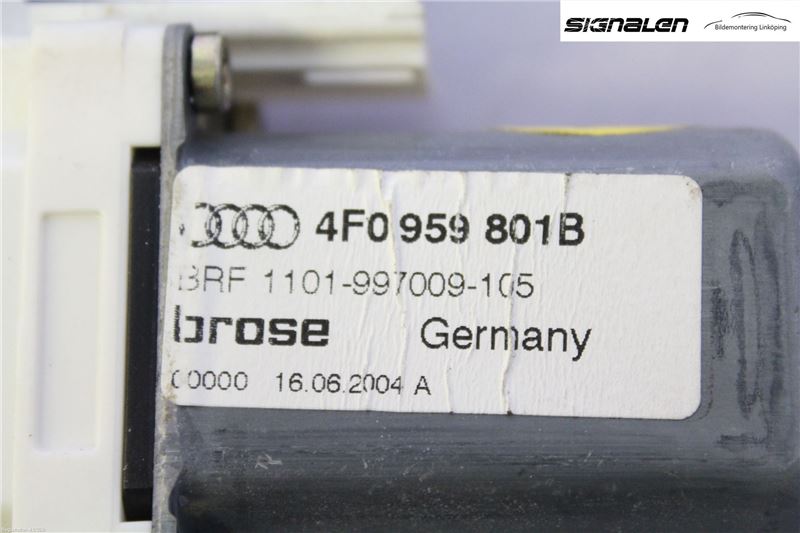 SIGNALEN
Bildemontering Linköping
4F0 959 801B
BRF 1101-997009-105
brose Germany
00000 16.06.2004 A